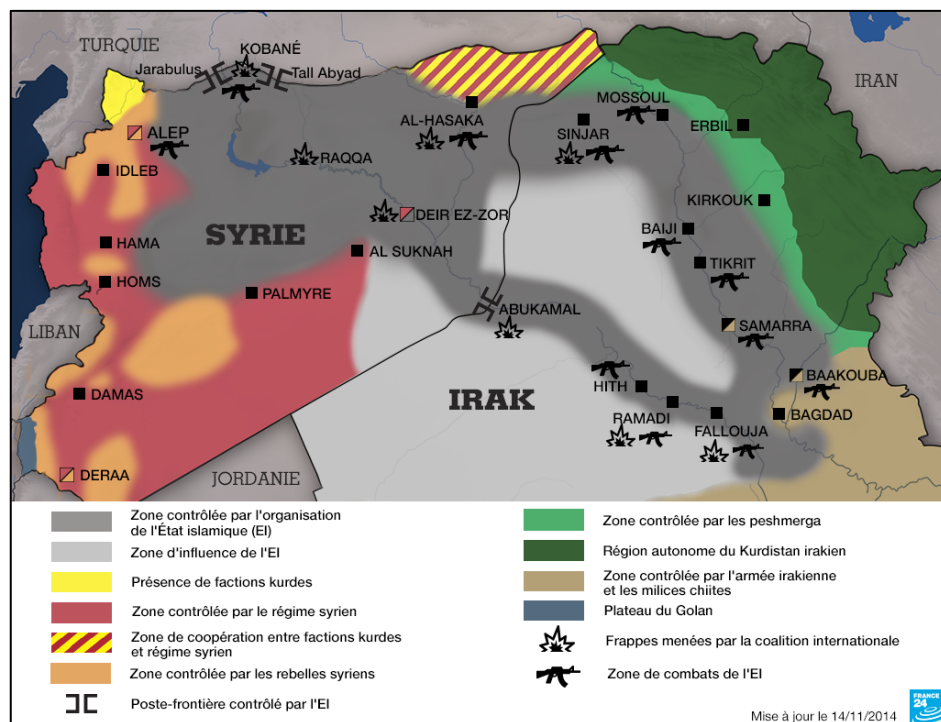 TURQUIE
KOBANÉ
Jarabulus
Tall Abyad
IRAN
MOSSOUL
AL-HASAKA
SINJAR
ERBIL
ALEP
RAQQA
IDLEB
KIRKOUK
DEIR EZ-ZOR
SYRIE
BAIJI
HAMA
AL SUKNAH
TIKRIT
HOMS
PALMYRE
ABUKAMAL
LIBAN
SAMARRA
BAAKOUBA
DAMAS
HITH
IRAK
BAGDAD
RAMADI
FALLOUJA
DERAA
JORDANIE
Zone contrôlée par l'organisation
de l'État islamique (EI)
Zone d'influence de l'EI
Présence de factions kurdes
Zone contrôlée par le régime syrien
Zone de coopération entre factions kurdes
et régime syrien
Zone contrôlée par les rebelles syriens
Poste-frontière contrôlé par l'EI
Zone contrôlée par les peshmerga
Région autonome du Kurdistan irakien
Zone contrôlée par l'armée irakienne
et les milices chiites
Plateau du Golan
Frappes menées par la coalition internationale
Zone de combats de l'EI
Mise à jour le 14/11/2014
FRANCE
24